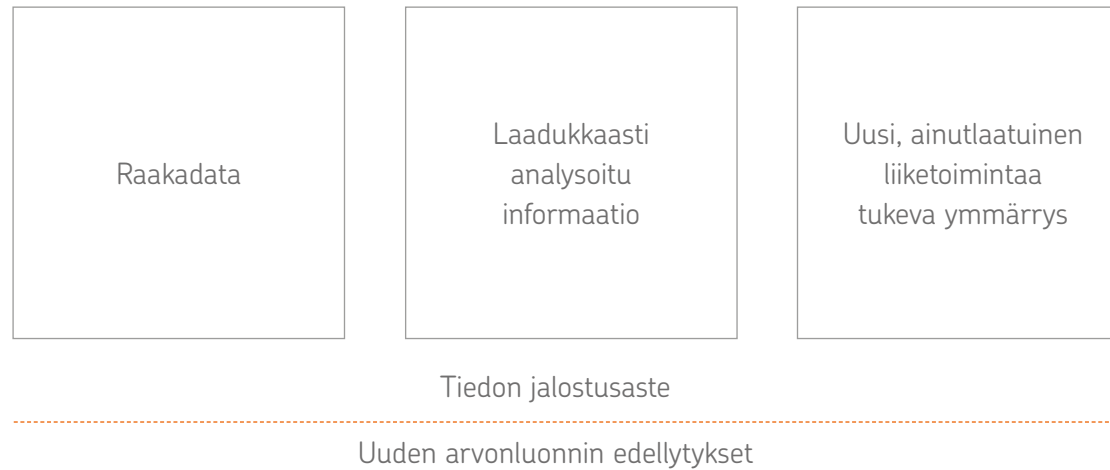 Raakadata
Laadukkaasti
analysoitu
informaatio
Uusi, ainutlaatuinen
liiketoimintaa
tukeva ymmärrys
Tiedon jalostusaste
Uuden arvonluonnin edellytykset